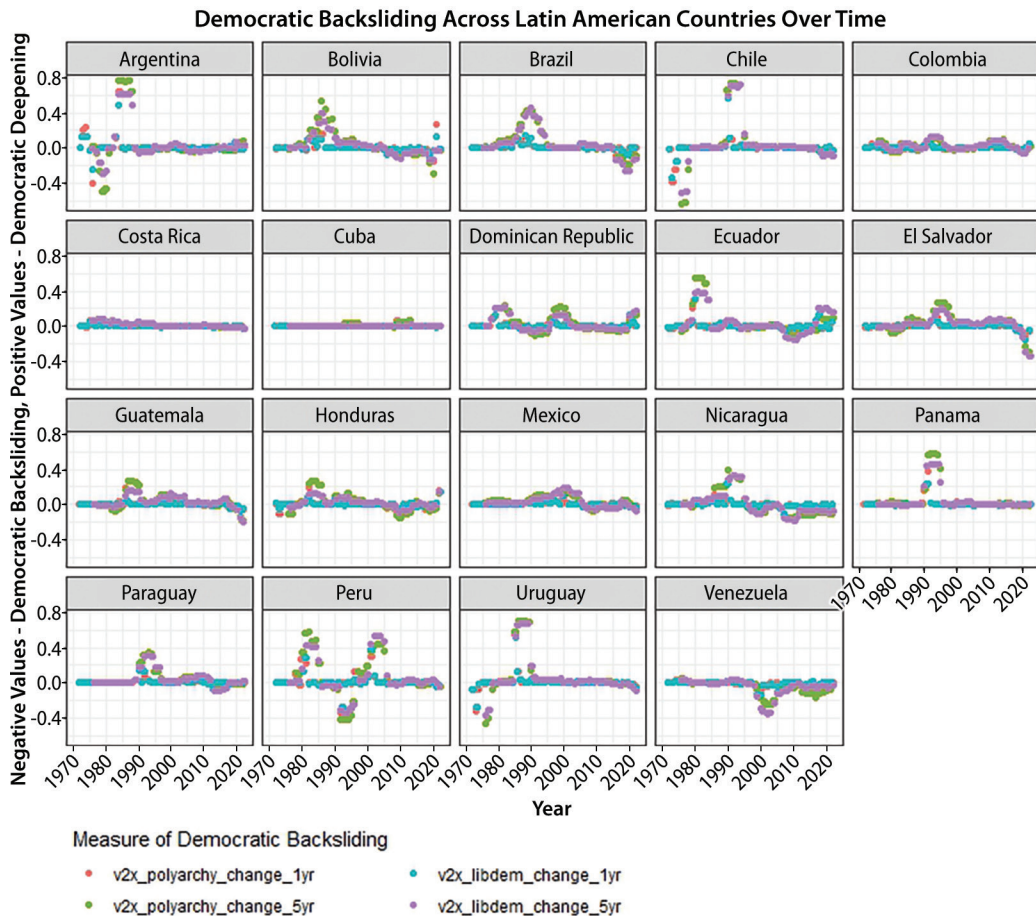 Democratic Backsliding Across Latin American Countries Over Time
Negative Values - Democratic Backsliding, Positive Values - Democratic Deepening
Argentina
Bolivia
Brazil
Chile
Colombia
0.8
0.4
0.0
-0.4
Costa Rica
Cuba
Dominican Republic
Ecuador
El Salvador
0.8
0.4
0.0
-0.4
Guatemala
Honduras
Mexico
Nicaragua
Panama
0.8
0.4
0.0
-0.4
1970 1980 1990 2000 2010 2020
Paraguay
Peru
Uruguay
Venezuela
0.8
0.4
0.0
-0.4
1970 1980 1990 2000 2010 2020
1970 1980 1990 2000 2010 2020
1970 1980 1990 2000 2010 2020
1970 1980 1990 2000 2010 2020
Year
Measure of Democratic Backsliding
v2x_polyarchy_change_1yr
v2x_libdem_change_1yr
v2x_polyarchy_change_5yr
v2x_libdem_change_5yr